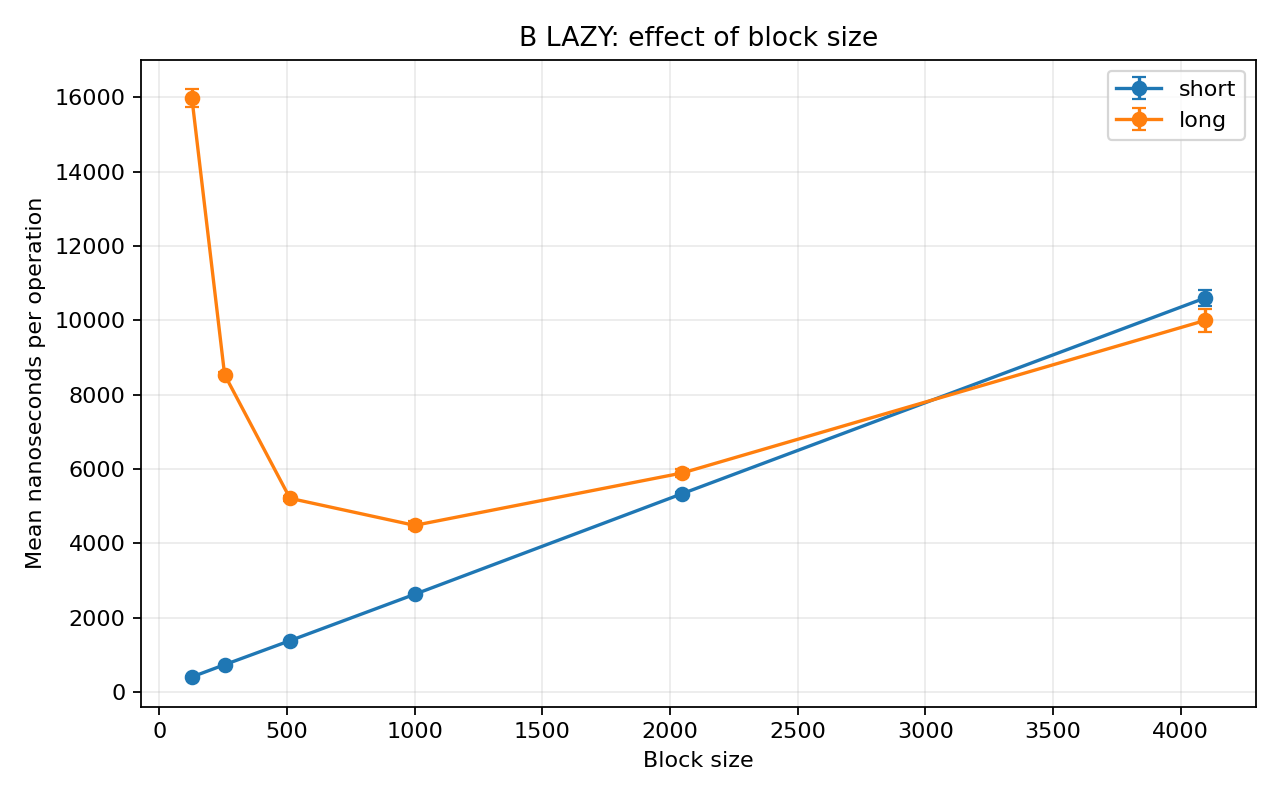 B LAZY: effect of block size
short
long
Mean nanoseconds per operation
16000
14000
12000
10000
8000
6000
4000
2000
0
0 500 1000 1500 2000 2500 3000 3500 4000
Block size